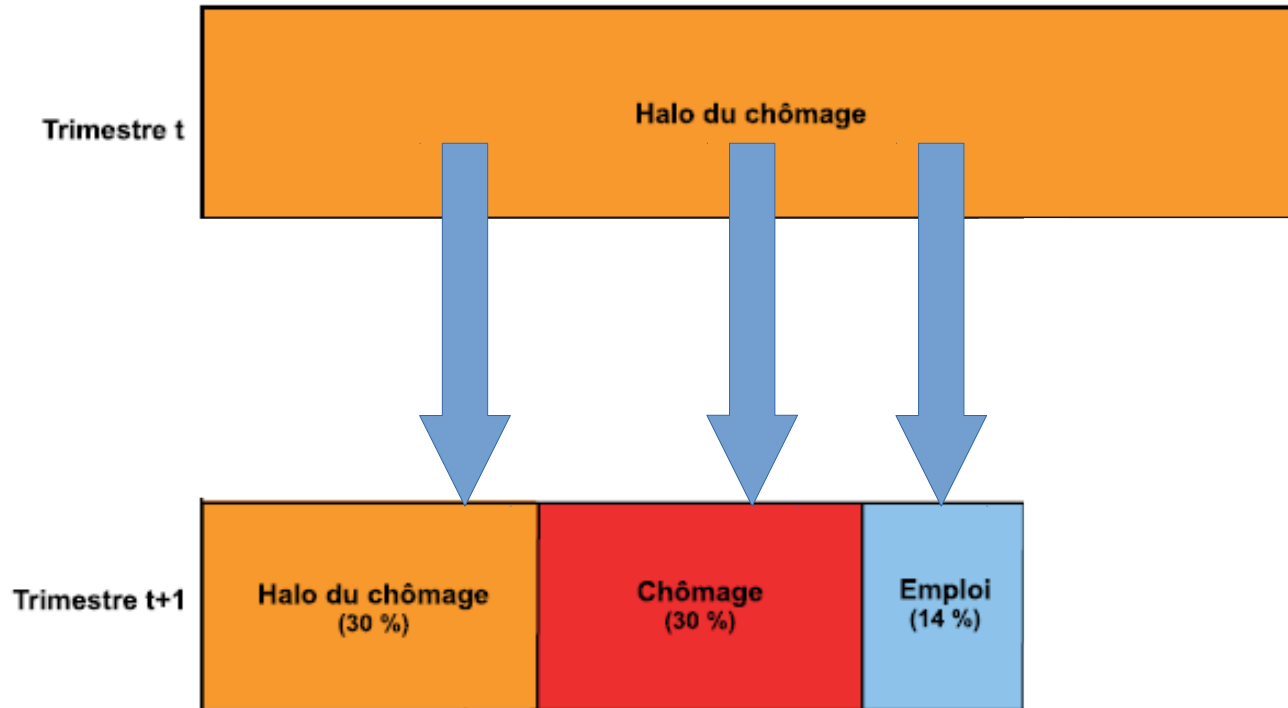 Trimestre t
Halo du chômage
Trimestre t+1
Halo du chômage
(30 %)
Chômage
(30 %)
Emploi
(14 %)